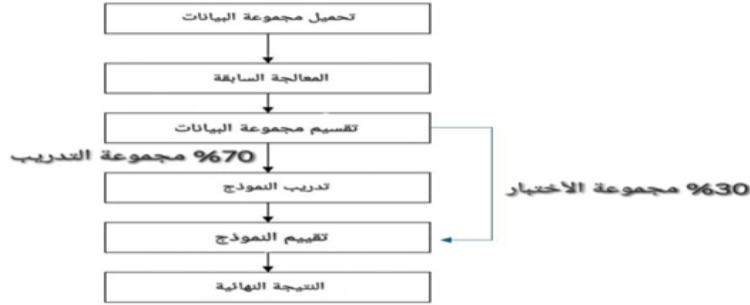 تحميل مجموعة البيانات
المعالجة السابقة
تقسيم مجموعة البيانات
%70 مجموعة التدريب
تدريب النموذج
%30 مجموعة الأختبار
تقييم النموذج
النتيجة النهائية